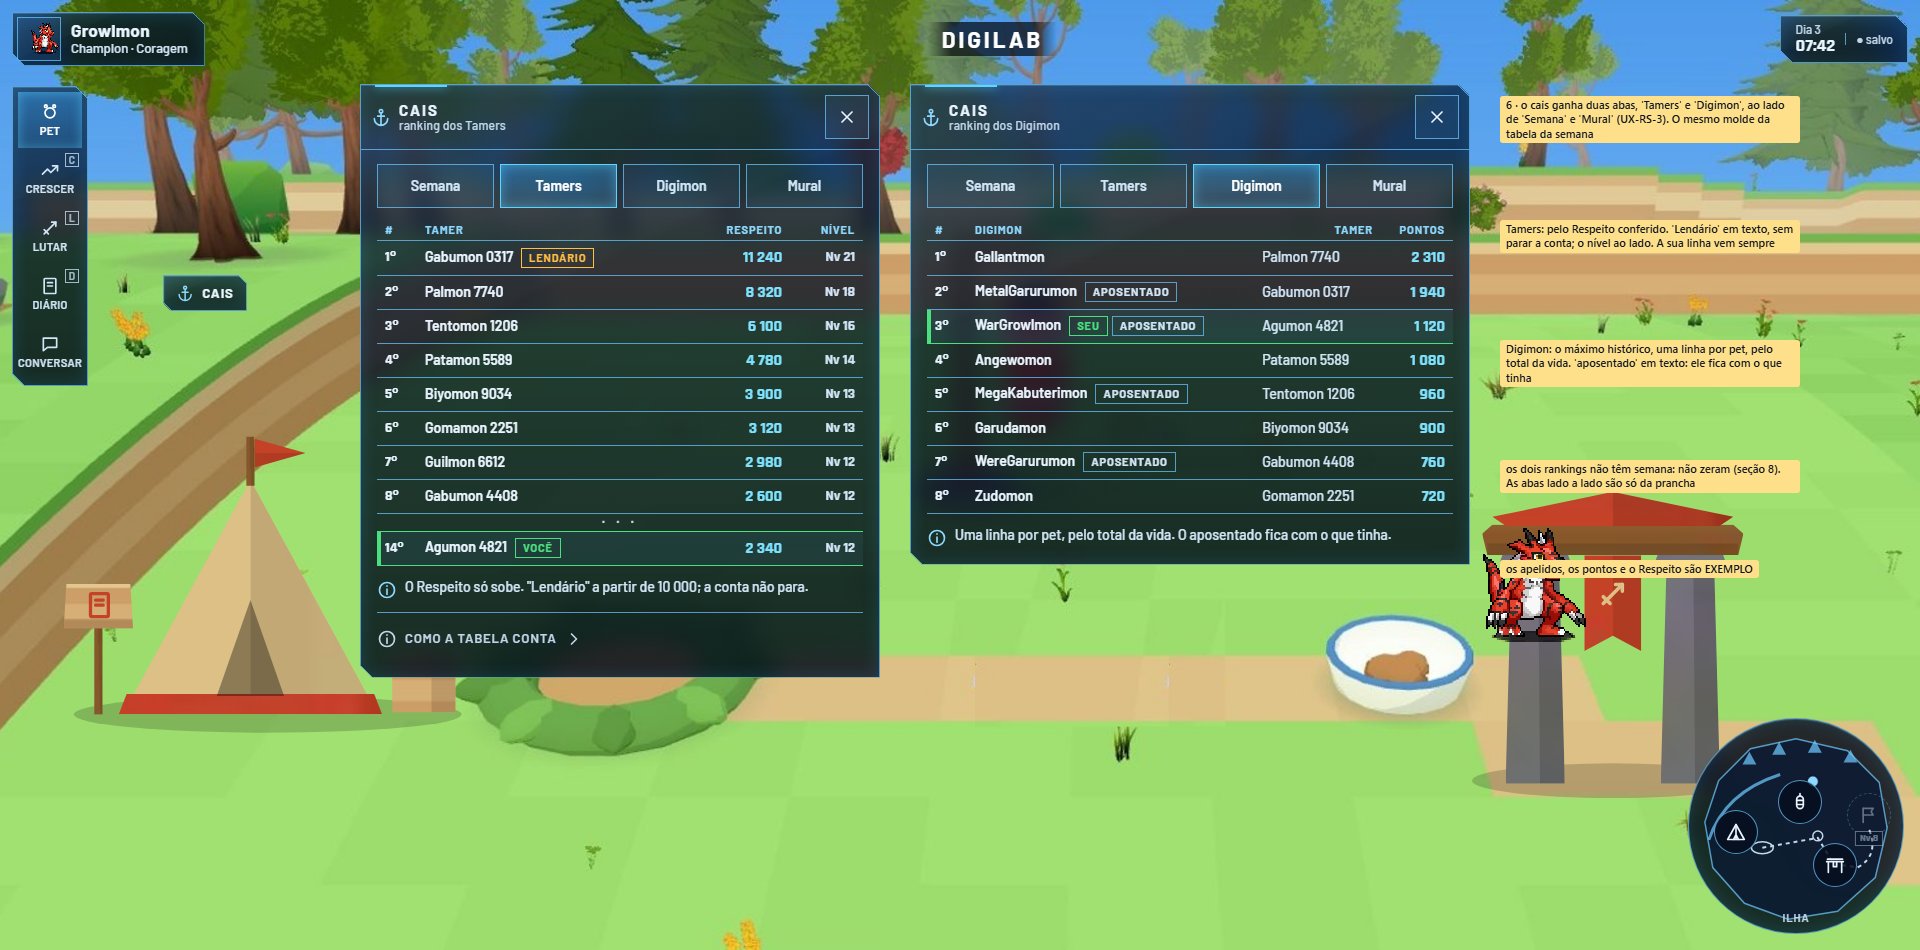 Growlmon
Champion · Coragem
DIGILAB
Dia 3
07:42
salvo
PET
C
CRESCER
L
LUTAR
D
DIÁRIO
CONVERSAR
CAIS
CAIS
ranking dos Tamers
Semana Tamers Digimon Mural
# TAMER RESPEITO NÍVEL
1º Gabumon 0317 LENDÁRIO 11 240 Nv 21
2º Palmon 7740 8 320 Nv 18
3º Tentomon 1206 6 100 Nv 16
4º Patamon 5589 4 780 Nv 14
5º Biyomon 9034 3 900 Nv 13
6º Gomamon 2251 3 120 Nv 13
7º Guilmon 6612 2 980 Nv 12
8º Gabumon 4408 2 600 Nv 12
· · ·
14º Agumon 4821 VOCÊ 2 340 Nv 12
O Respeito só sobe. "Lendário" a partir de 10 000; a conta não para.
COMO A TABELA CONTA
CAIS
ranking dos Digimon
Semana Tamers Digimon Mural
# DIGIMON TAMER PONTOS
1º Gallantmon Palmon 7740 2 310
2º MetalGarurumon APOSENTADO Gabumon 0317 1 940
3º WarGrowlmon SEU APOSENTADO Agumon 4821 1 120
4º Angewomon Patamon 5589 1 080
5º MegaKabuterimon APOSENTADO Tentomon 1206 960
6º Garudamon Biyomon 9034 900
7º WereGarurumon APOSENTADO Gabumon 4408 760
8º Zudomon Gomamon 2251 720
Uma linha por pet, pelo total da vida. O aposentado fica com o que tinha.
6 · o cais ganha duas abas, 'Tamers' e 'Digimon', ao lado
de 'Semana' e 'Mural' (UX-RS-3). O mesmo molde da
tabela da semana
Tamers: pelo Respeito conferido. 'Lendário' em texto, sem
parar a conta; o nível ao lado. A sua linha vem sempre
Digimon: o máximo histórico, uma linha por pet, pelo
total da vida. 'aposentado' em texto: ele fica com o que
tinha
os dois rankings não têm semana: não zeram (seção 8).
As abas lado a lado são só da prancha
os apelidos, os pontos e o Respeito são EXEMPLO
Nv 8
ILHA